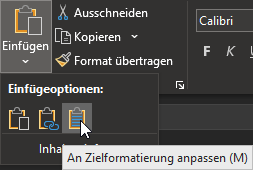 Ausschneiden
Einfügen
Kopieren
Format übertragen
Calibri
F K
Einfügeoptionen:
An Zielformatierung anpassen (M)